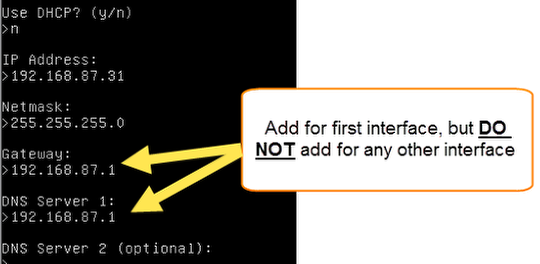 Use DHCP? (y/n)
>n
IP Address:
>192.168.87.31
Netmask:
>255.255.255.0
Gateway:
>192.168.87.1
DNS Server 1:
>192.168.87.1
DNS Server 2 (optional):
>
Add for first interface, but DO
NOT add for any other interface